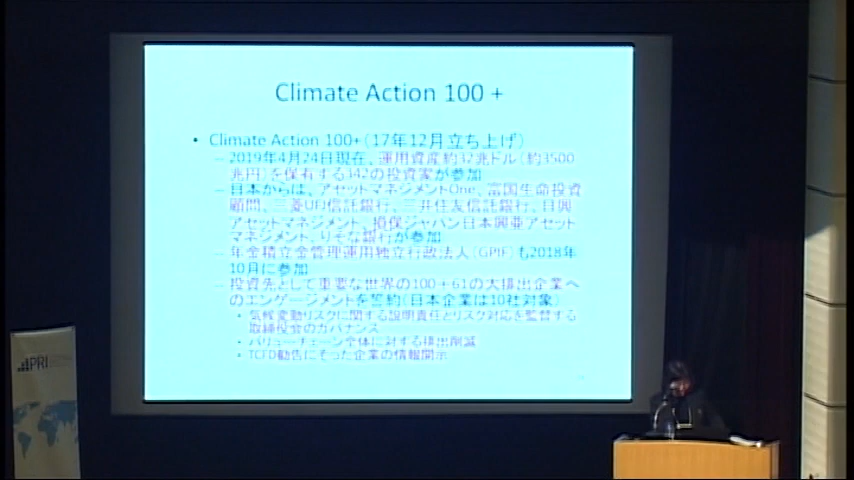 Climate Action 100 +
• Climate Action 100+(17年12月立ち上げ)
– 2019年4月24日現在、運用資産約32兆ドル(約3500
兆円)を保有する342の投資家が参加
– 日本からは、アセットマネジメントOne、富国生命投資
顧問、三菱UFJ信託銀行、三井住友信託銀行、日興
アセットマネジメント、損保ジャパン日本興亜アセット
マネジメント、りそな銀行が参加
– 年金積立金管理運用独立行政法人(GPIF)も2018年
10月に参加
– 投資先として重要な世界の100+61の大排出企業へ
のエンゲージメントを誓約(日本企業は10社対象)
• 気候変動リスクに関する説明責任とリスク対応を監督する
取締役会のガバナンス
• バリューチェーン全体に対する排出削減
• TCFD勧告にそった企業の情報開示
PRI